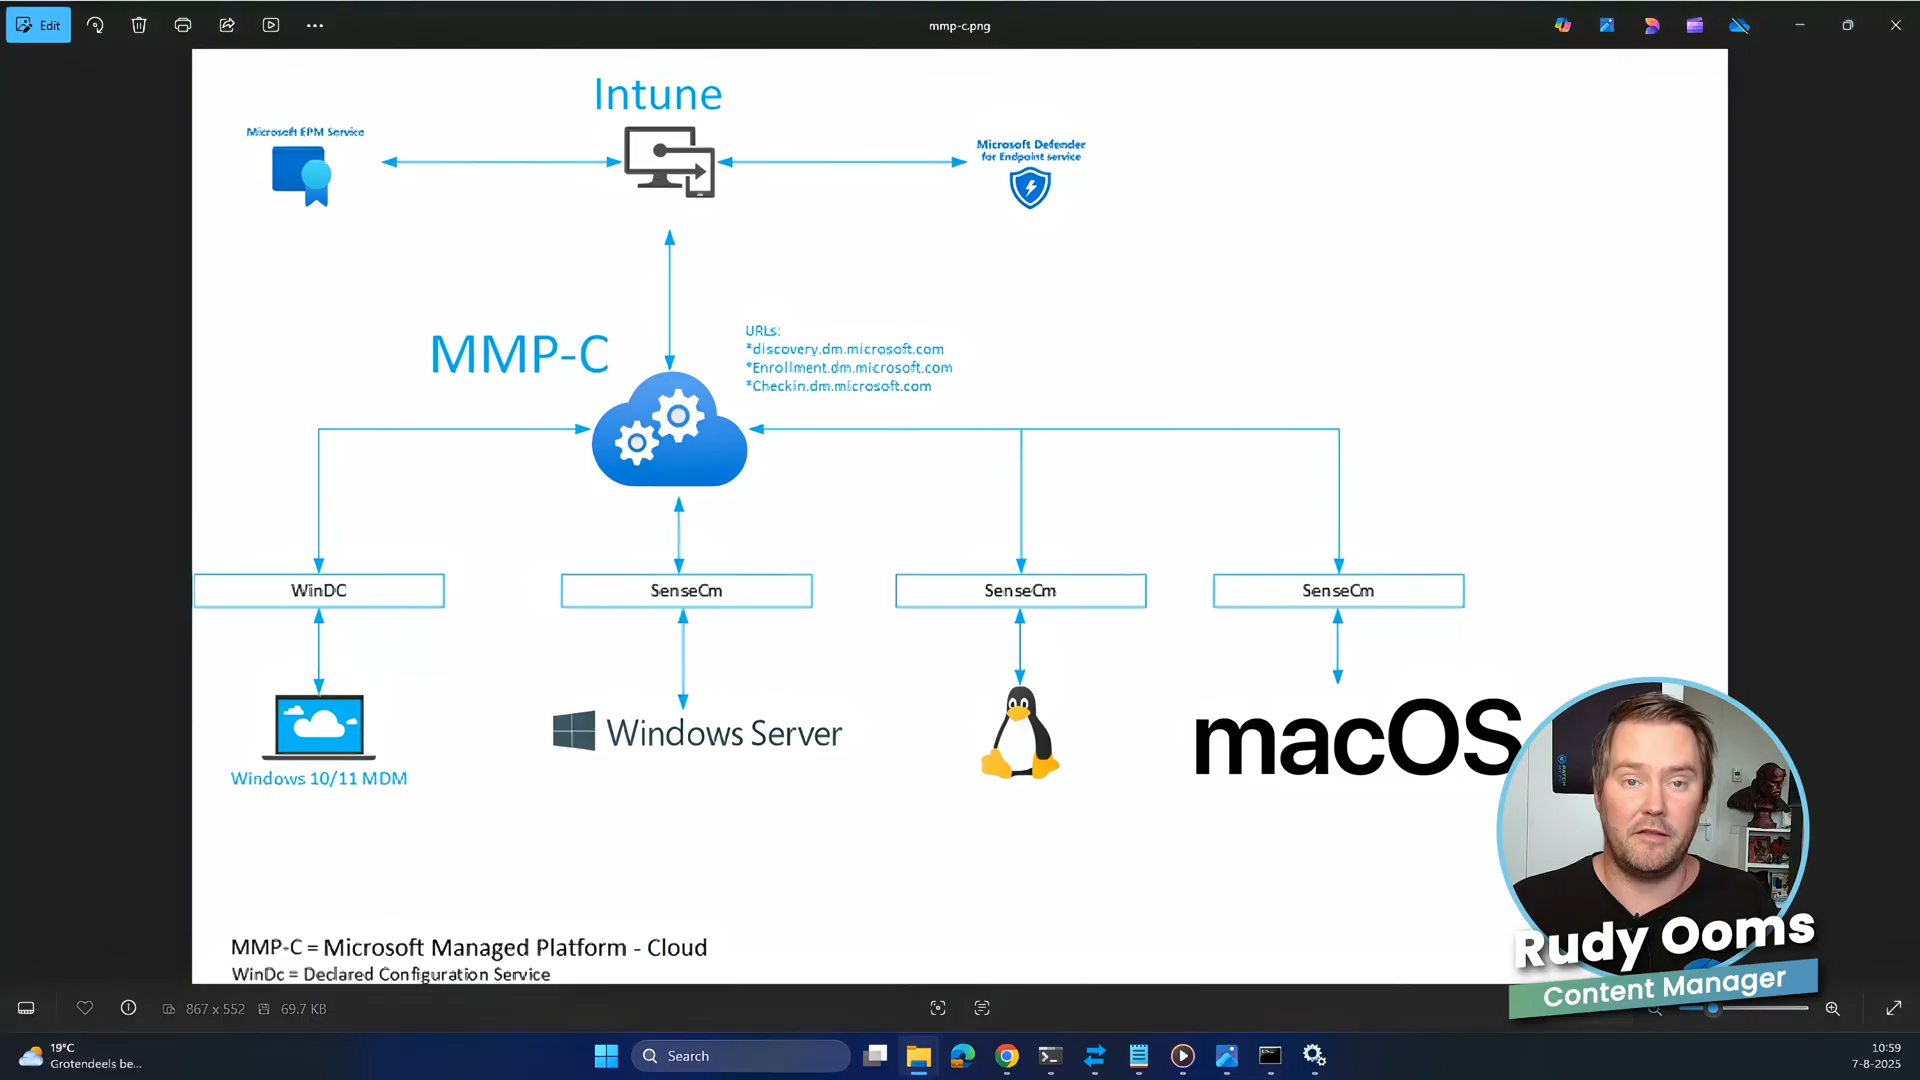 Edit
mmp-c.png
Intune
Microsoft EPM Service
Microsoft Defender
for Endpoint service
MMP-C
URLs:
*discovery.dm.microsoft.com
*Enrollment.dm.microsoft.com
*Checkin.dm.microsoft.com
WinDC
SenseCm
SenseCm
SenseCm
Windows 10/11 MDM
Windows Server
macOS
MMP-C = Microsoft Managed Platform - Cloud
WinDc = Declared Configuration Service
Rudy Ooms
Content Manager
867 x 552
69.7 KB
19°C
Grotendeels be...
Search
10:59
7-8-2025